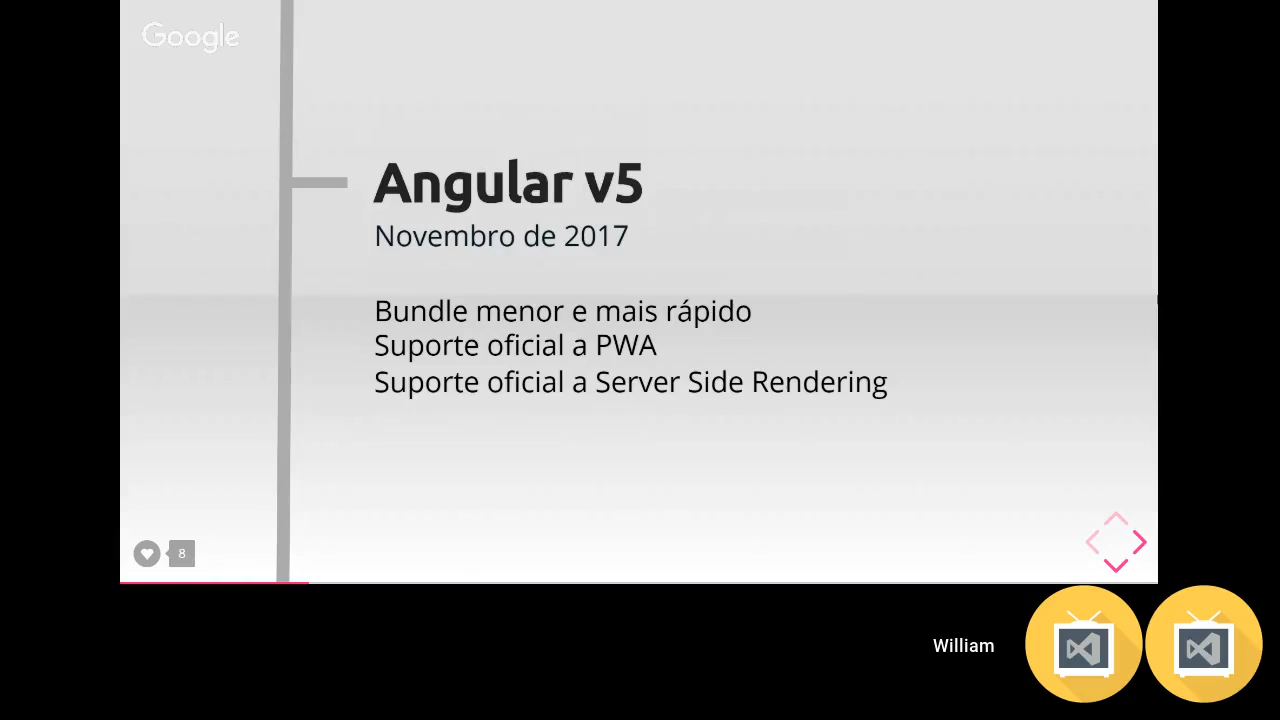 Google
Angular v5
Novembro de 2017
Bundle menor e mais rápido
Suporte oficial a PWA
Suporte oficial a Server Side Rendering
8
William